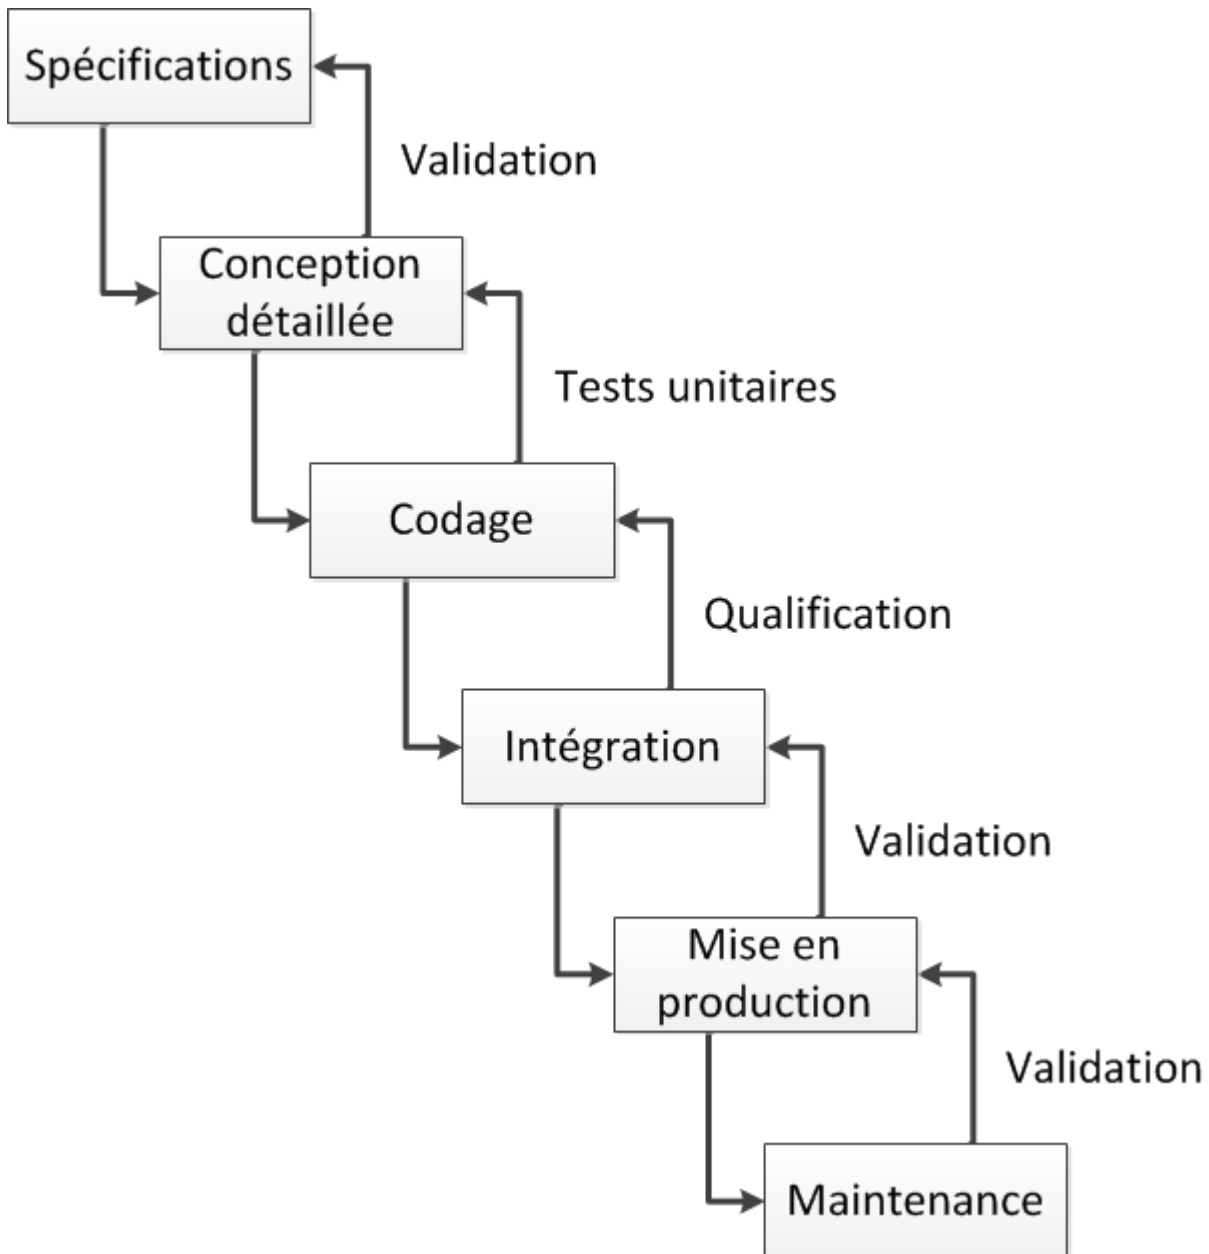 Spécifications
Validation
Conception
détaillée
Tests unitaires
Codage
Qualification
Intégration
Validation
Mise en
production
Validation
Maintenance